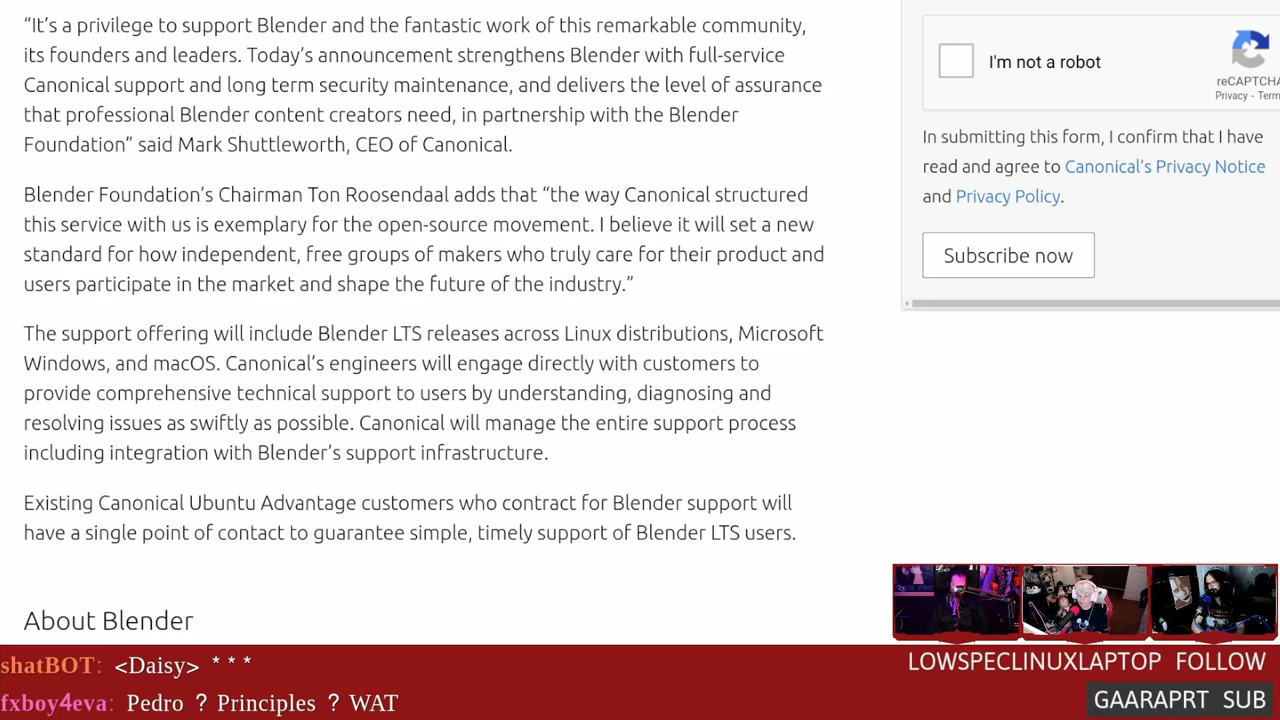 “It’s a privilege to support Blender and the fantastic work of this remarkable community,
its founders and leaders. Today’s announcement strengthens Blender with full-service
Canonical support and long term security maintenance, and delivers the level of assurance
that professional Blender content creators need, in partnership with the Blender
Foundation” said Mark Shuttleworth, CEO of Canonical.
Blender Foundation’s Chairman Ton Roosendaal adds that “the way Canonical structured
this service with us is exemplary for the open-source movement. I believe it will set a new
standard for how independent, free groups of makers who truly care for their product and
users participate in the market and shape the future of the industry.”
The support offering will include Blender LTS releases across Linux distributions, Microsoft
Windows, and macOS. Canonical’s engineers will engage directly with customers to
provide comprehensive technical support to users by understanding, diagnosing and
resolving issues as swiftly as possible. Canonical will manage the entire support process
including integration with Blender’s support infrastructure.
Existing Canonical Ubuntu Advantage customers who contract for Blender support will
have a single point of contact to guarantee simple, timely support of Blender LTS users.
About Blender
I'm not a robot
reCAPTCHA
Privacy - Term
In submitting this form, I confirm that I have
read and agree to Canonical’s Privacy Notice
and Privacy Policy.
Subscribe now
shatBOT: <Daisy> * * *
fxboy4eva: Pedro ? Principles ? WAT
LOWSPECLINUXLAPTOP FOLLOW
GAARAPRT SUB